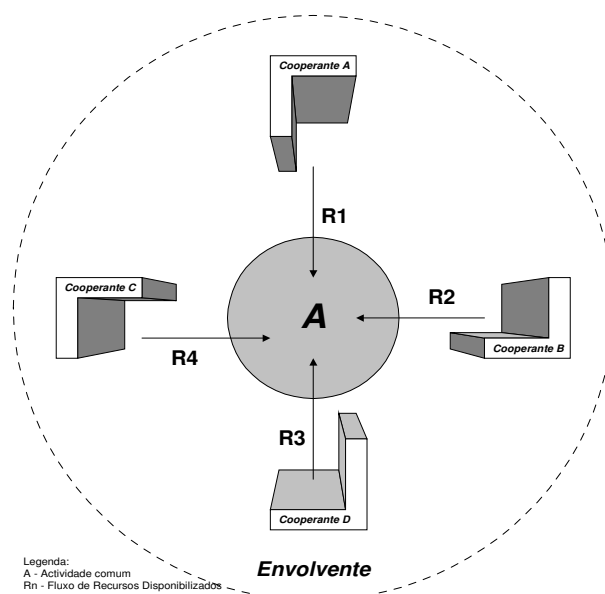 Cooperante A
R1
Cooperante C
A
R2
R4
Cooperante B
R3
Cooperante D
Envolvente
Legenda:
A - Actividade comum
Rn - Fluxo de Recursos Disponibilizados